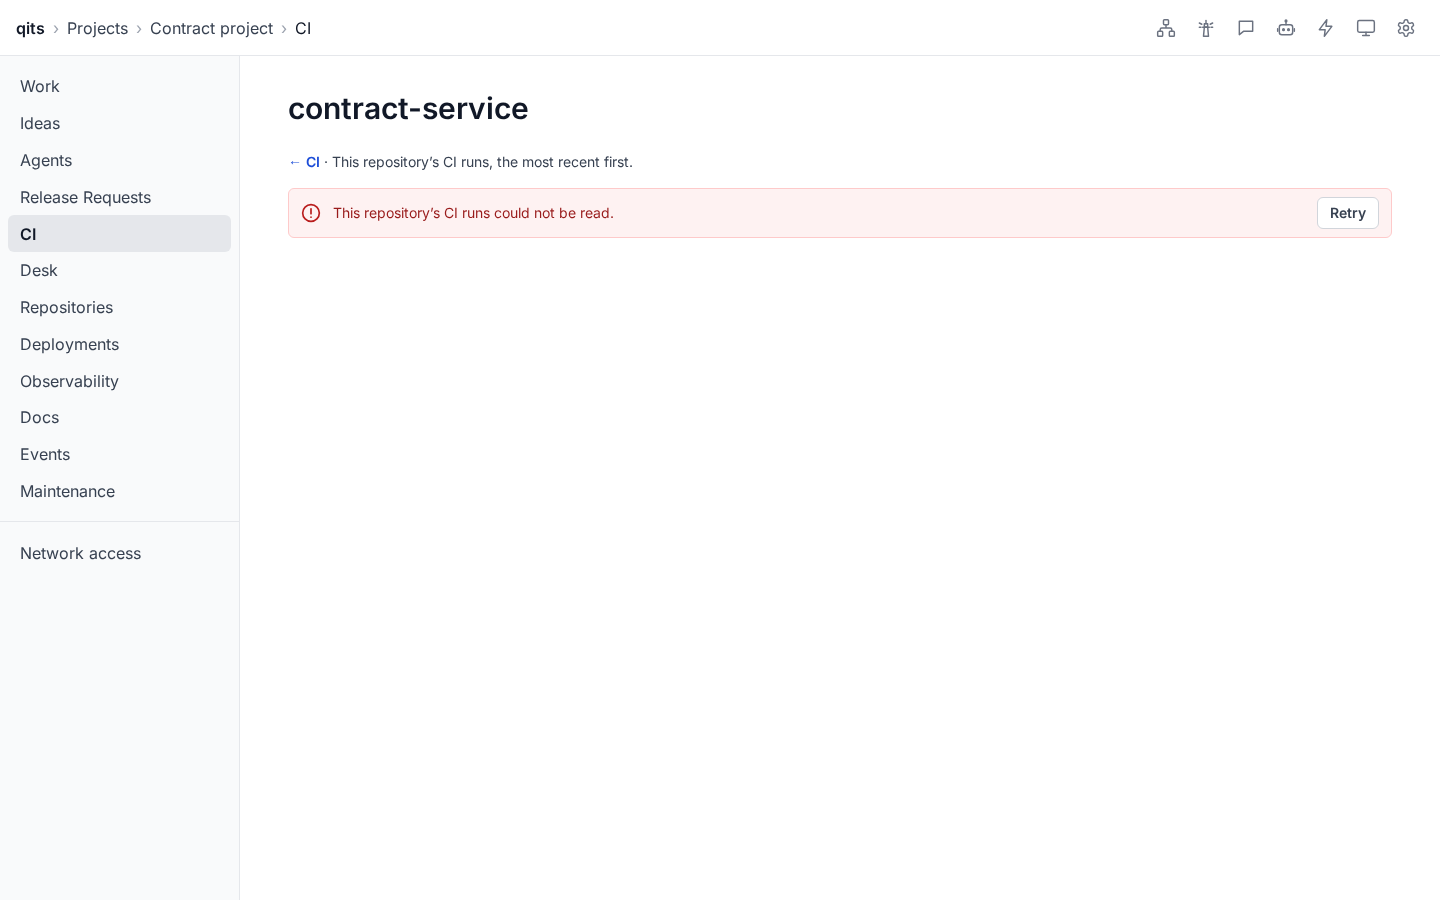 qits › Projects › Contract project › CI
Work
Ideas
Agents
Release Requests
CI
Desk
Repositories
Deployments
Observability
Docs
Events
Maintenance
Network access
contract-service
← CI · This repository’s CI runs, the most recent first.
This repository’s CI runs could not be read.
Retry